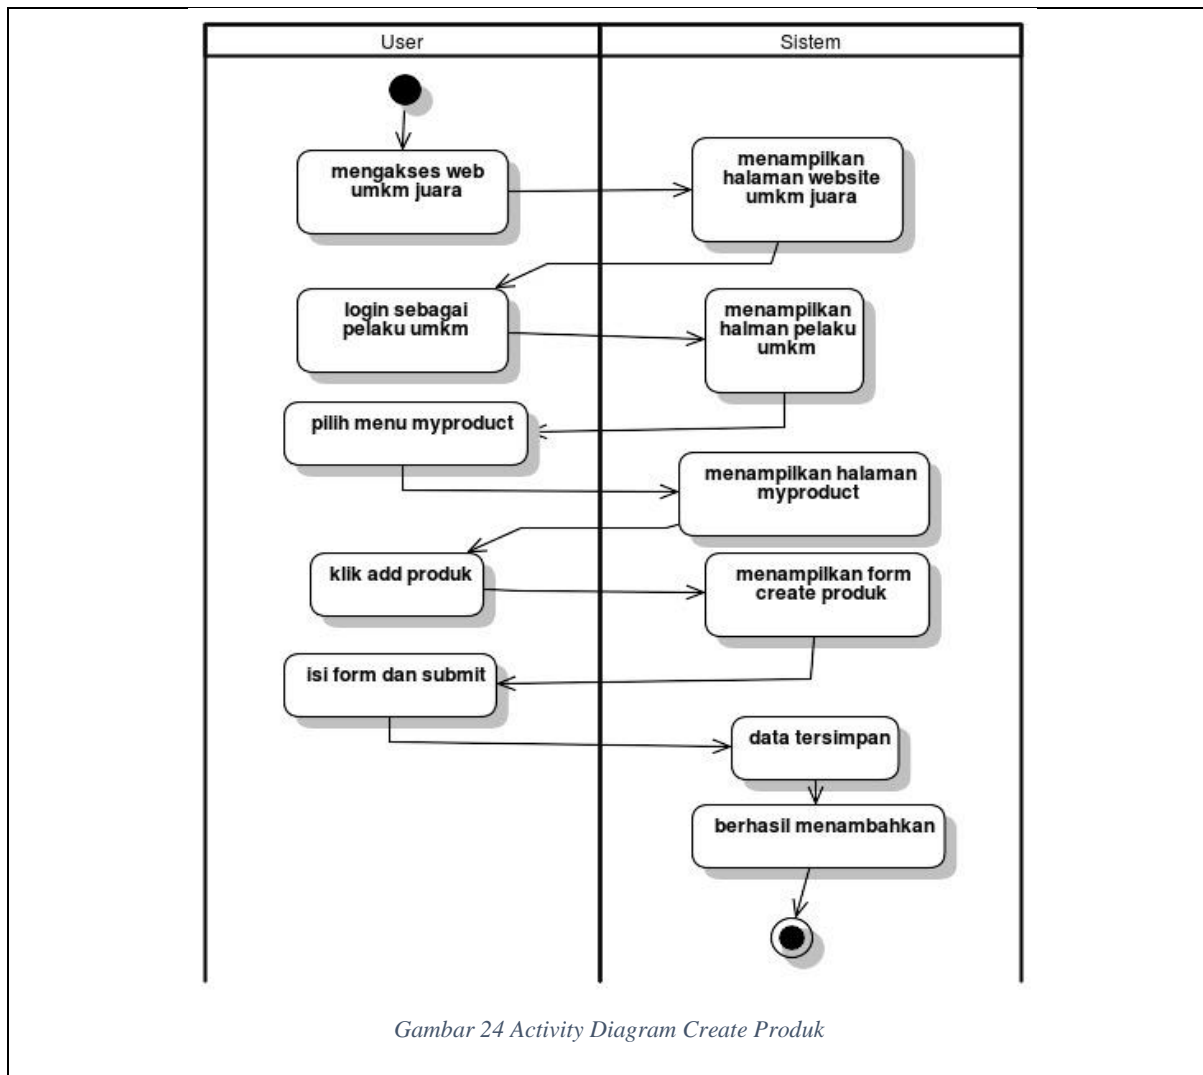 User
Sistem
mengakses web
umkm juara
menampilkan
halaman website
umkm juara
login sebagai
pelaku umkm
menampilkan
halman pelaku
umkm
pilih menu myproduct
menampilkan halaman
myproduct
klik add produk
menampilkan form
create produk
isi form dan submit
data tersimpan
berhasil menambahkan
Gambar 24 Activity Diagram Create Produk